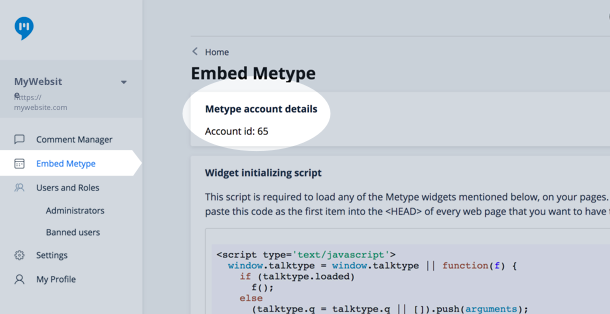 MyWebsit
e
https://
mywebsite.com
Comment Manager
Embed Metype
Users and Roles
Administrators
Banned users
Settings
My Profile
Home
Embed Metype
Metype account details
Account id: 65
Widget initializing script
This script is required to load any of the Metype widgets mentioned below, on your pages.
paste this code as the first item into the <HEAD> of every web page that you want to have
<script type='text/javascript'>
window.talktype = window.talktype || function(f) {
if (talktype.loaded)
f();
else
(talktype.q = talktype.q || []).push(arguments);